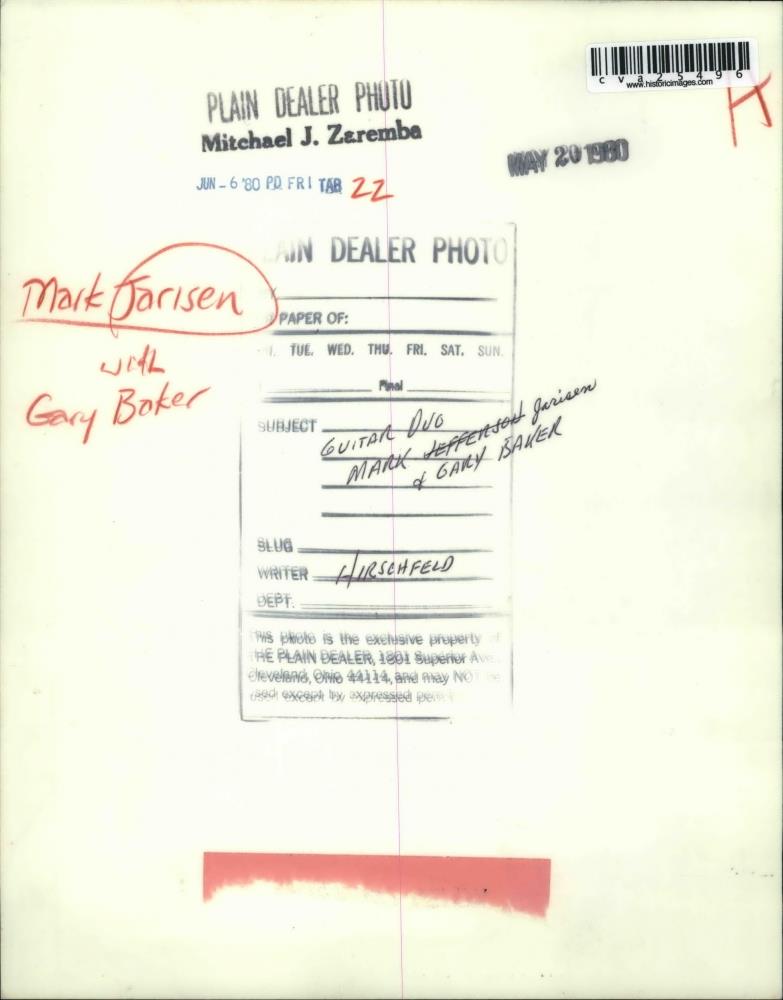 cva25496
www.historicimages.com
PLAIN DEALER PHOTO
Mitchael J. Zaremba
MAY 20 1980
JUN - 6 '80 P.D. FRI TAB 22
AIN DEALER PHOTO
Mark Jarisen
with
Gary Baker
PAPER OF:
TUE. WED. THU. FRI. SAT. SUN.
Final
SUBJECT GUITAR DUO
MARK JEFFERSON Jarisen
& GARY BAKER
SLUG
WRITER HIRSCHFELD
DEPT.
This photo is the exclusive property of
THE PLAIN DEALER, 1801 Superior Ave.
Cleveland, Ohio 44114, and may NOT be
used except by expressed